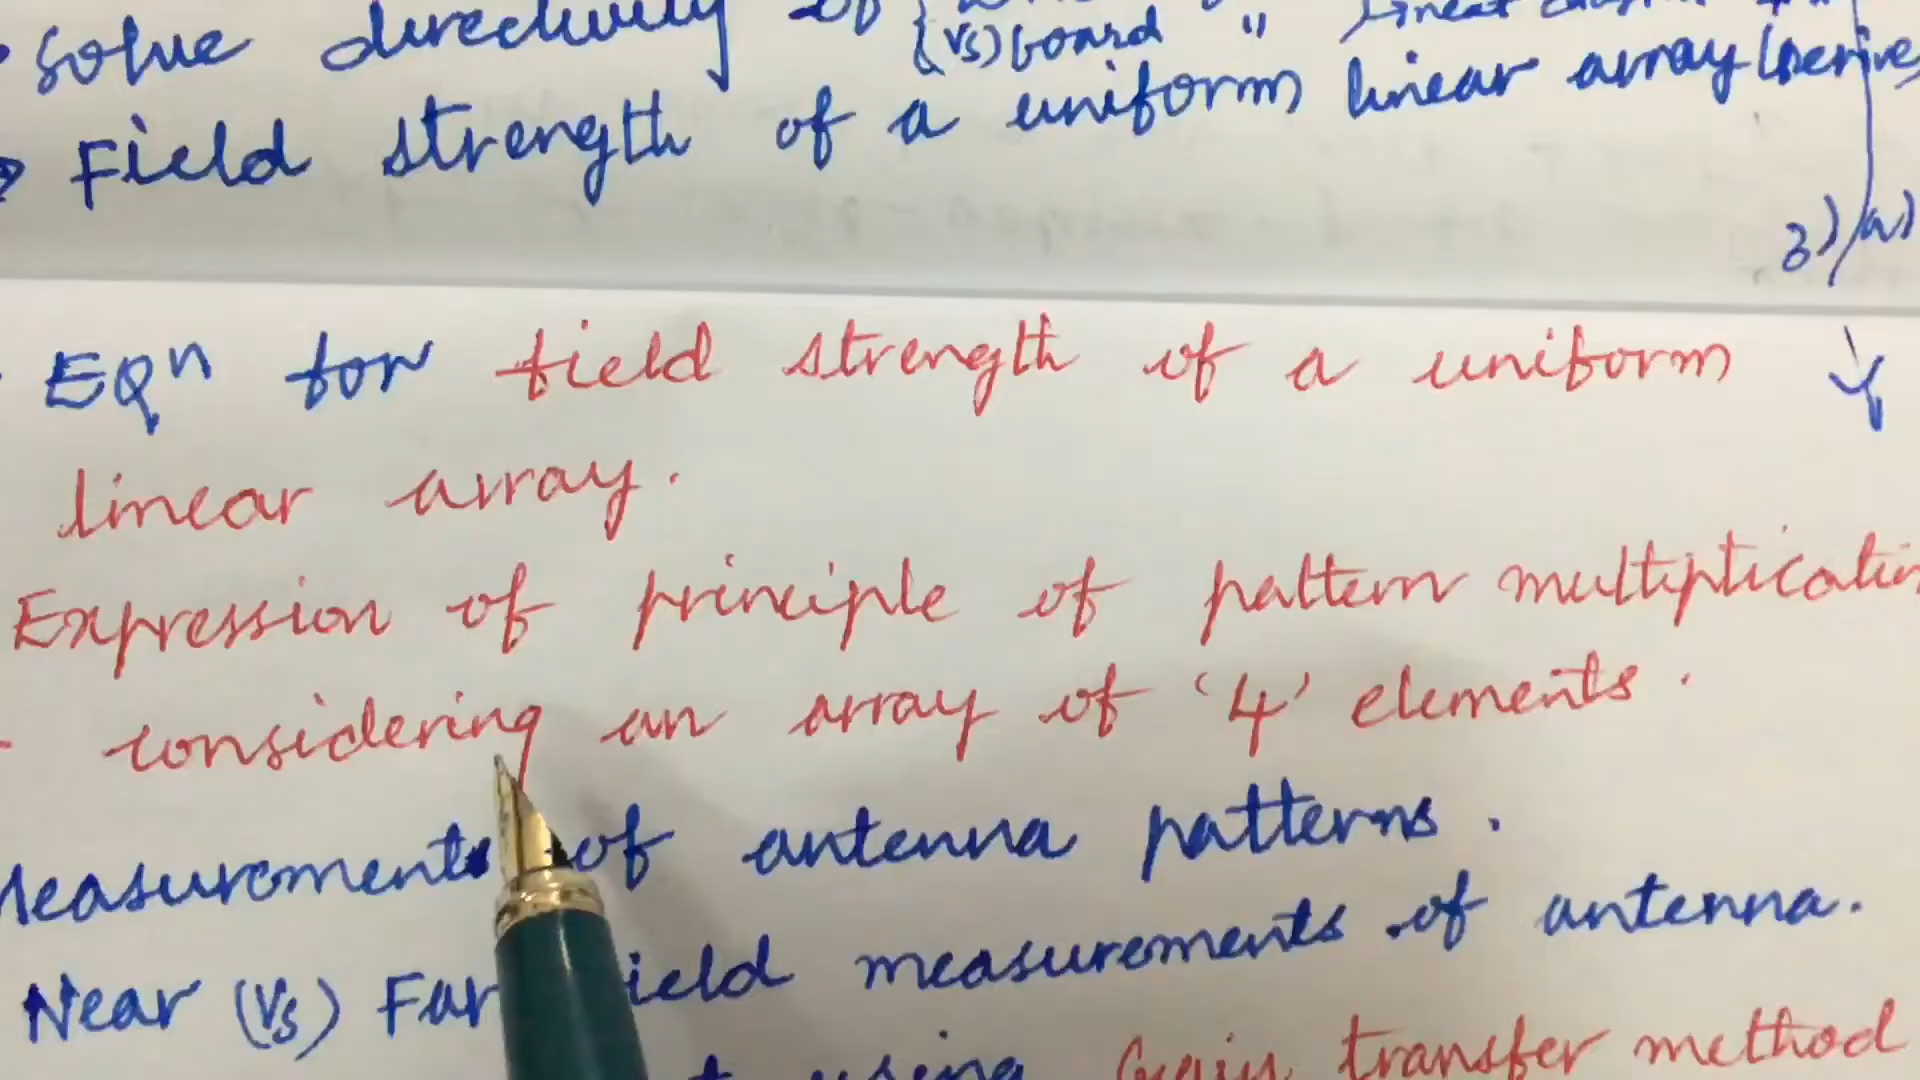 Solve directivity of
{(Vs) board " linear
→ Field strength of a uniform linear array (Derive
3) a)
Eqn for field strength of a uniform
linear array.
Expression of principle of pattern multiplication
- considering an array of '4' elements.
Measurements of antenna patterns.
Near (Vs) Far field measurements of antenna.
using Gain transfer method